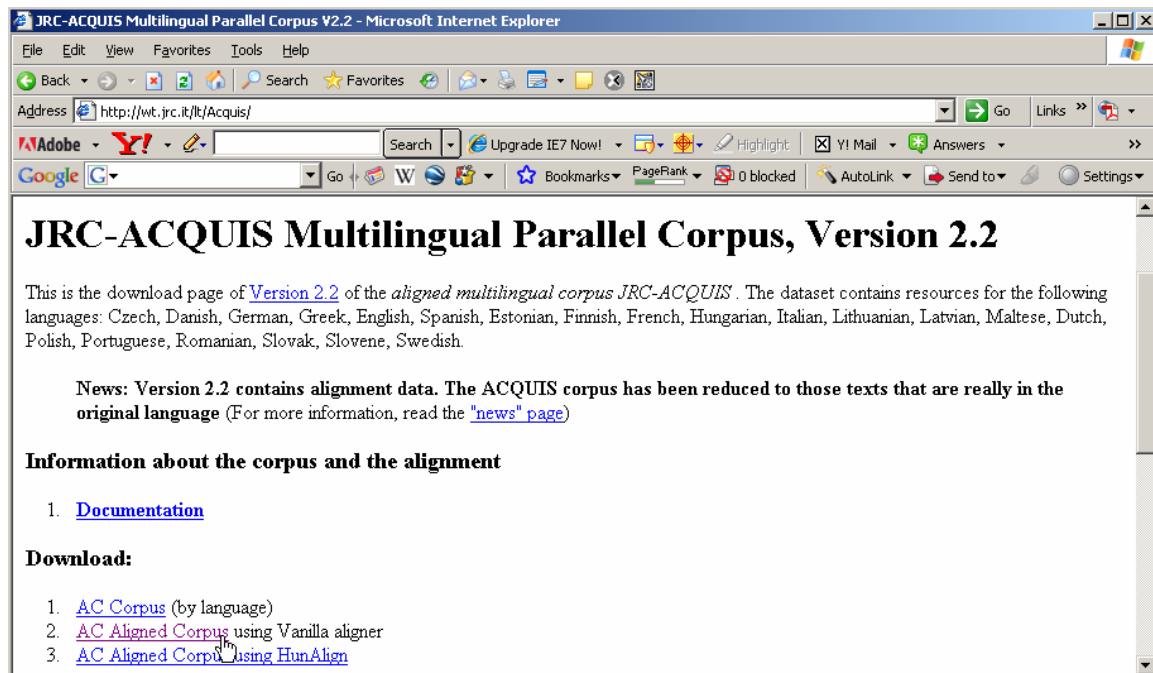 JRC-ACQUIS Multilingual Parallel Corpus V2.2 - Microsoft Internet Explorer
File Edit View Favorites Tools Help
Back Search Favorites
Address http://wt.jrc.it/lt/Acquis/ Go Links »
Adobe Y! Search Upgrade IE7 Now! Highlight Y! Mail Answers »
Google G Go W Bookmarks PageRank 0 blocked AutoLink Send to Settings
JRC-ACQUIS Multilingual Parallel Corpus, Version 2.2
This is the download page of Version 2.2 of the aligned multilingual corpus JRC-ACQUIS . The dataset contains resources for the following
languages: Czech, Danish, German, Greek, English, Spanish, Estonian, Finnish, French, Hungarian, Italian, Lithuanian, Latvian, Maltese, Dutch,
Polish, Portuguese, Romanian, Slovak, Slovene, Swedish.
News: Version 2.2 contains alignment data. The ACQUIS corpus has been reduced to those texts that are really in the
original language (For more information, read the "news" page)
Information about the corpus and the alignment
1. Documentation
Download:
1. AC Corpus (by language)
2. AC Aligned Corpus using Vanilla aligner
3. AC Aligned Corpus using HunAlign